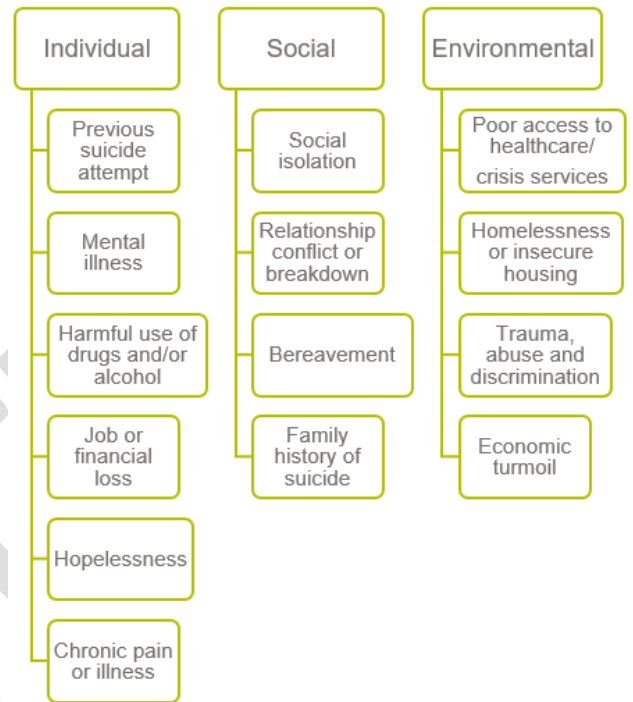 Individual
Previous
suicide
attempt
Mental
illness
Harmful use of
drugs and/or
alcohol
Job or
financial
loss
Hopelessness
Chronic pain
or illness
Social
Social
isolation
Relationship
conflict or
breakdown
Bereavement
Family
history of
suicide
Environmental
Poor access to
healthcare/
crisis services
Homelessness
or insecure
housing
Trauma,
abuse and
discrimination
Economic
turmoil